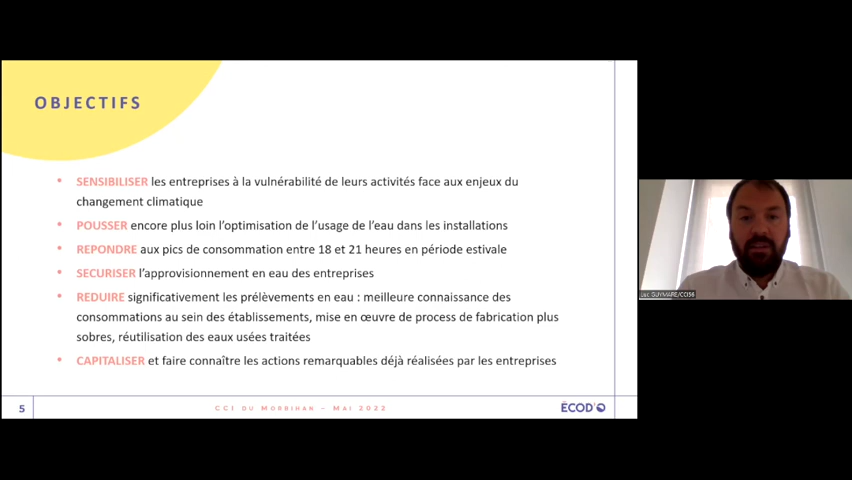 OBJECTIFS
• SENSIBILISER les entreprises à la vulnérabilité de leurs activités face aux enjeux du
changement climatique
• POUSSER encore plus loin l’optimisation de l’usage de l’eau dans les installations
• REPONDRE aux pics de consommation entre 18 et 21 heures en période estivale
• SECURISER l’approvisionnement en eau des entreprises
• REDUIRE significativement les prélèvements en eau : meilleure connaissance des
consommations au sein des établissements, mise en œuvre de process de fabrication plus
sobres, réutilisation des eaux usées traitées
• CAPITALISER et faire connaître les actions remarquables déjà réalisées par les entreprises
5
CCI DU MORBIHAN – MAI 2022
ÉCOD'O
Luc GUYMARE/CCI56